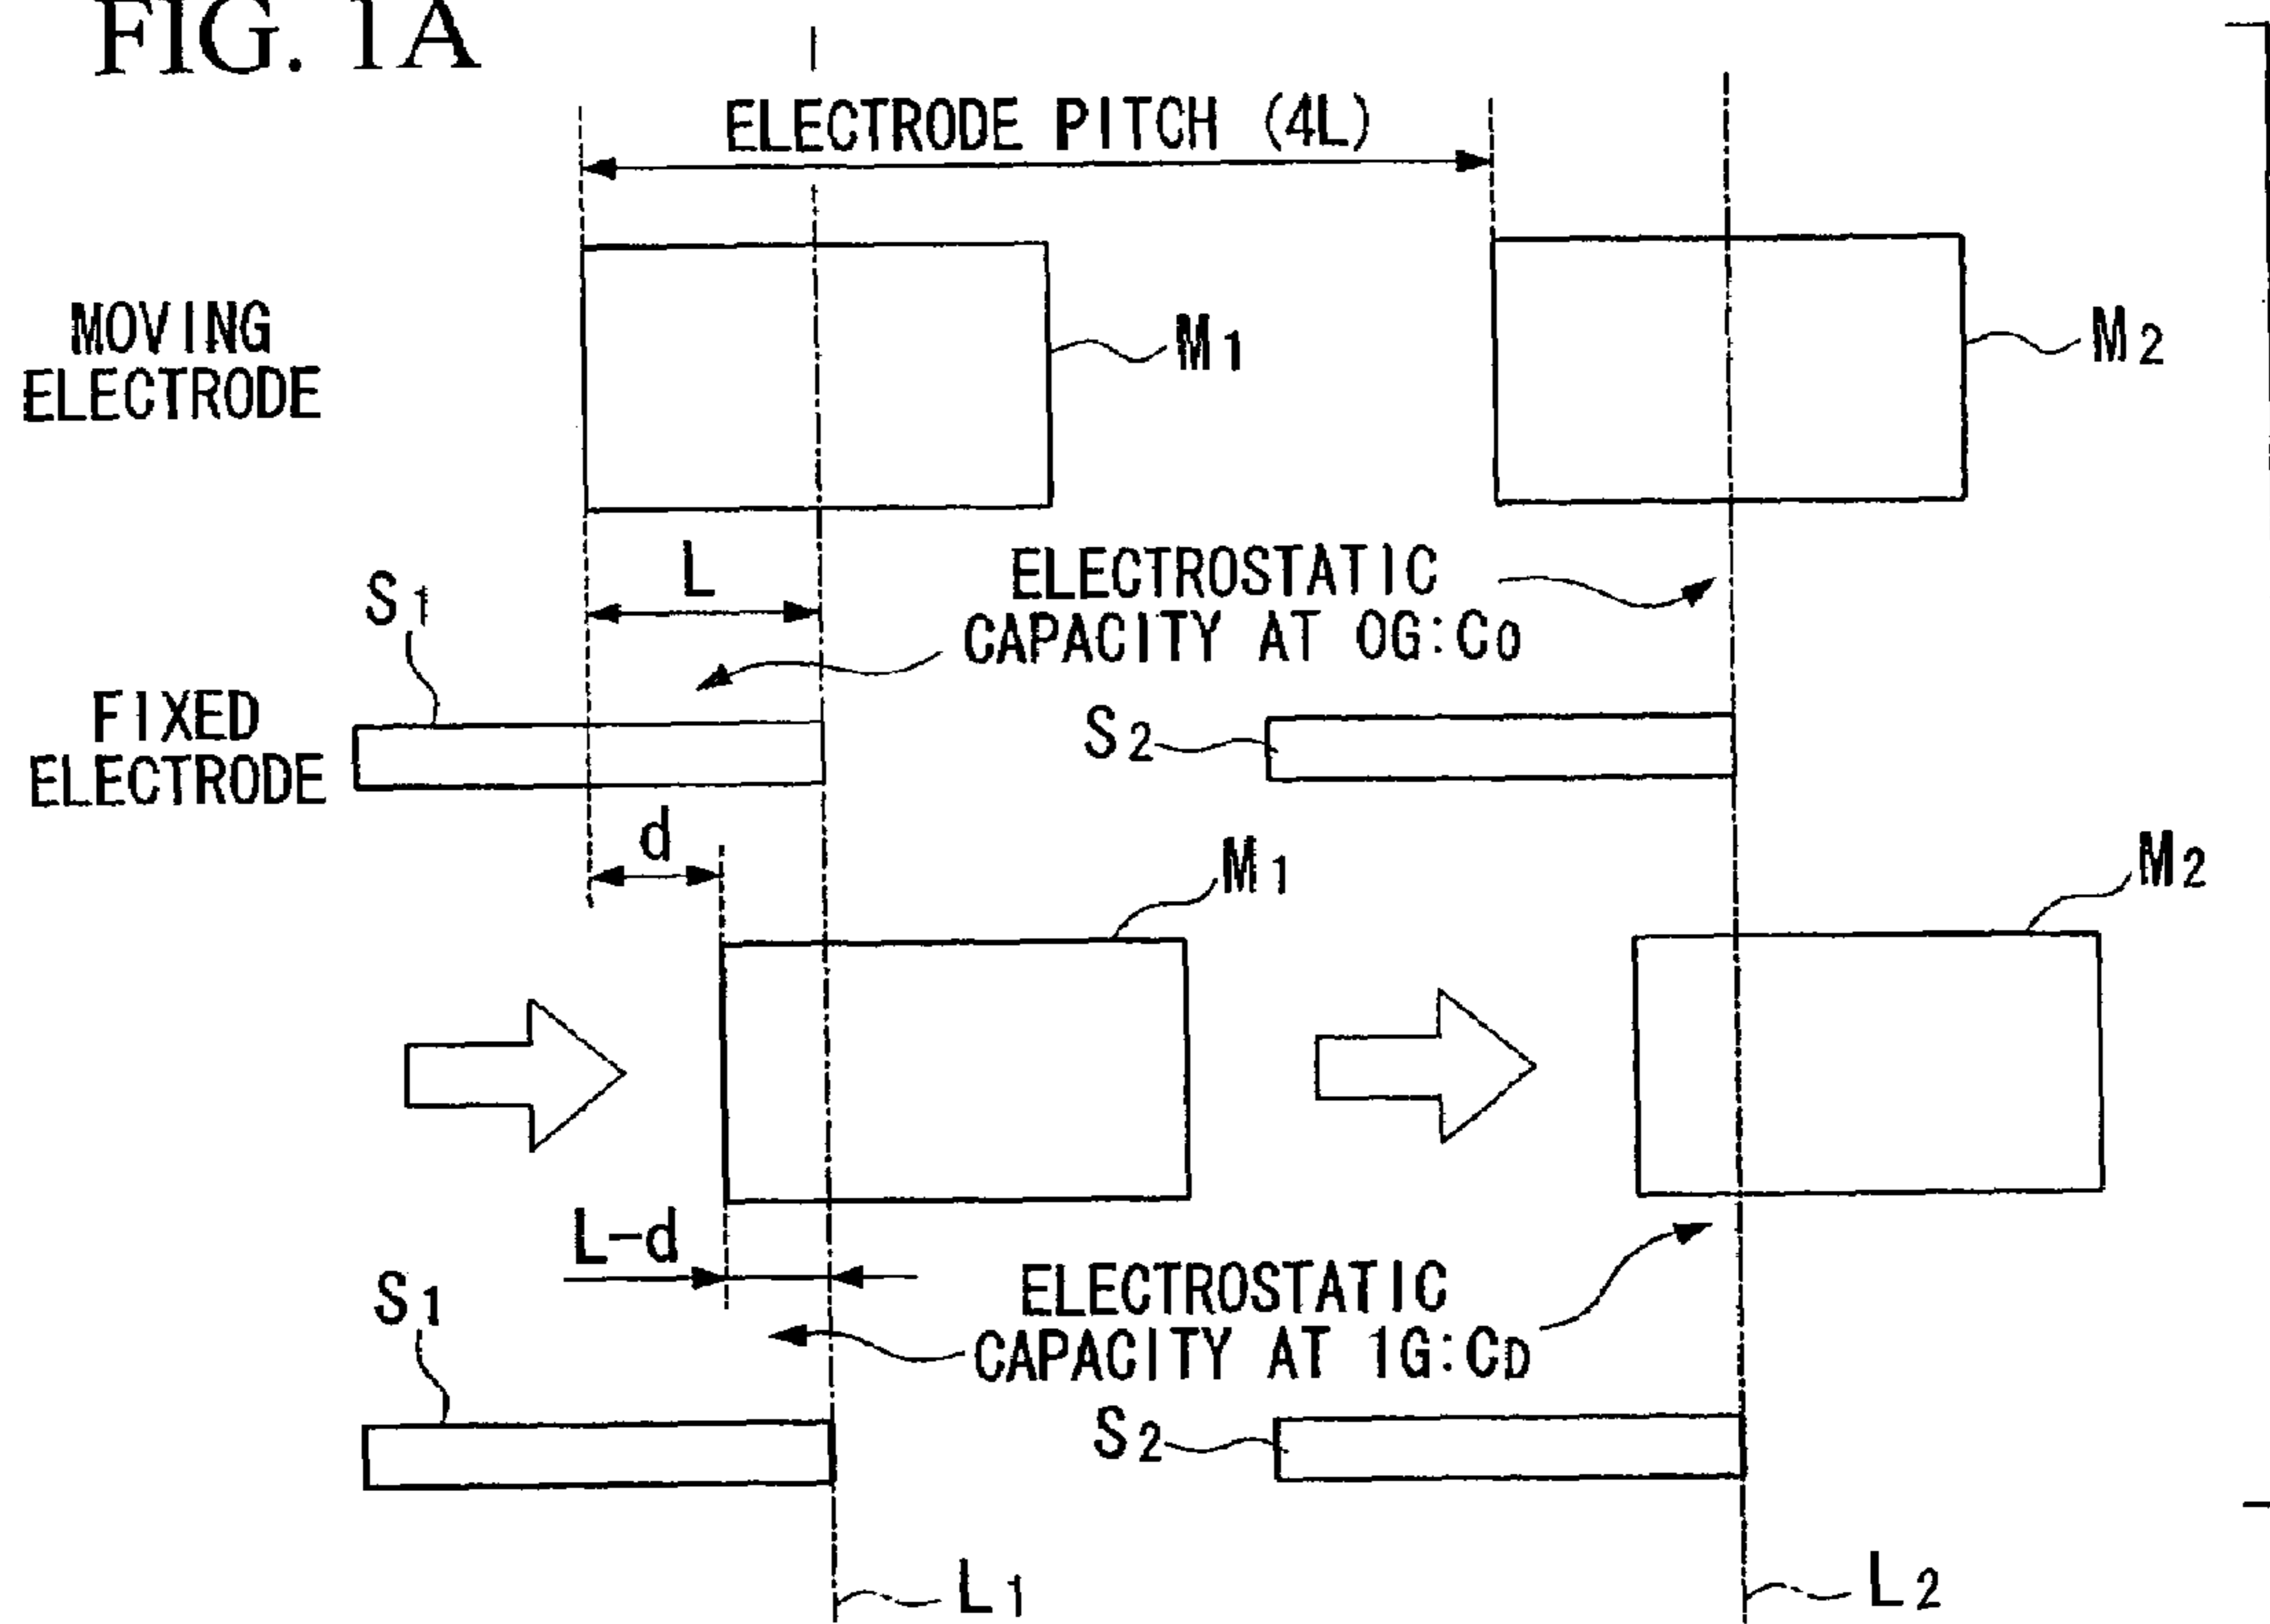 FIG. 1A
ELECTRODE PITCH (4L)
MOVING
ELECTRODE
M1
M2
L
ELECTROSTATIC
CAPACITY AT 0G:C0
S1
FIXED
ELECTRODE
S2
d
M1
M2
L-d
ELECTROSTATIC
CAPACITY AT 1G:CD
S1
S2
L1
L2